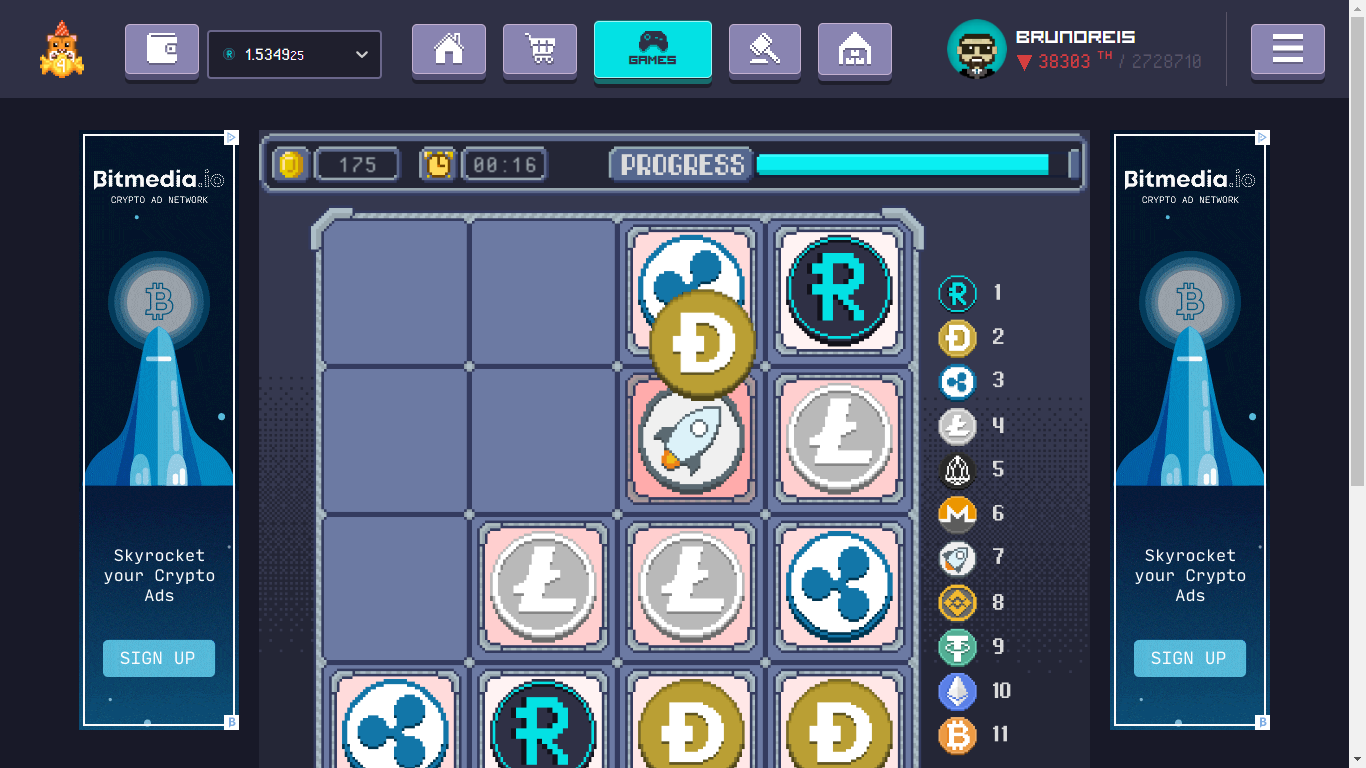 1.534925
GAMES
BRUNOREIS
38303 TH / 2728710
175
00:16
PROGRESS
Bitmedia.io
CRYPTO AD NETWORK
Skyrocket
your Crypto
Ads
SIGN UP
1
2
3
4
5
6
7
8
9
10
11
Bitmedia.io
CRYPTO AD NETWORK
Skyrocket
your Crypto
Ads
SIGN UP